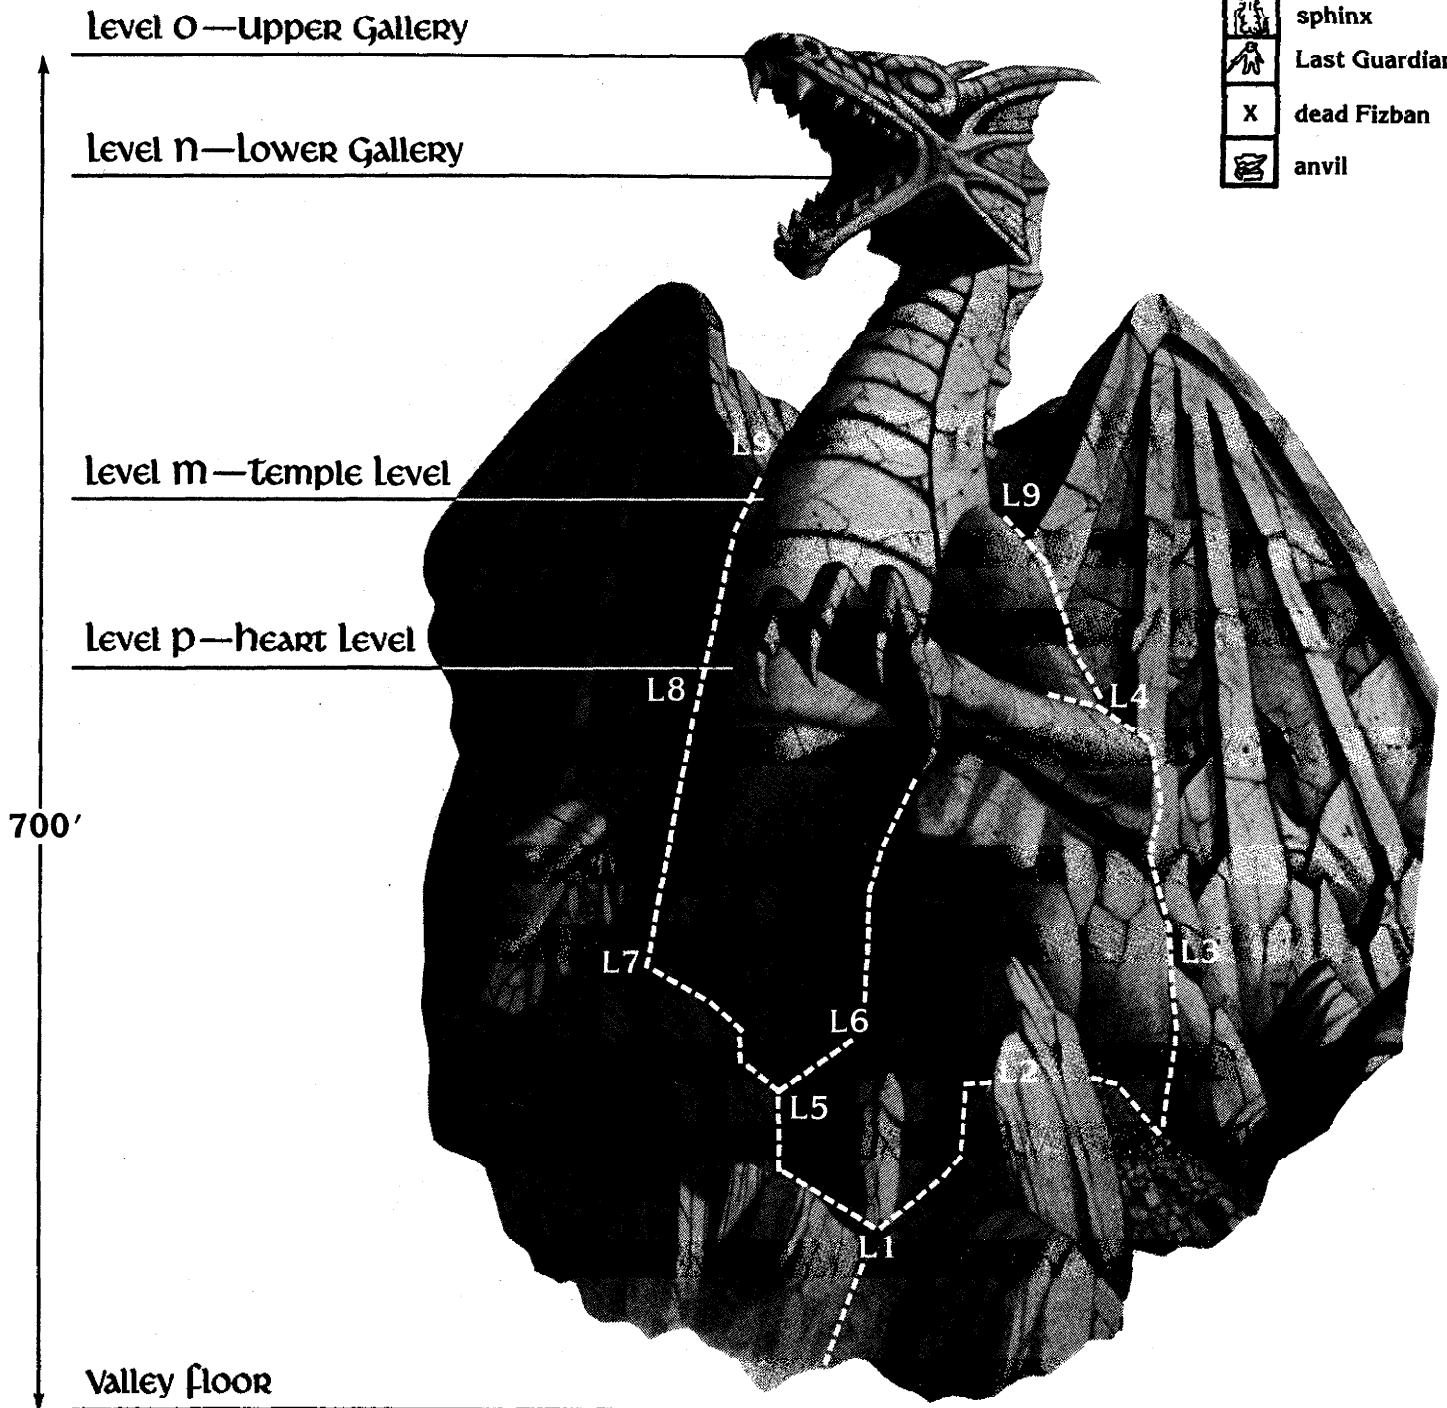 Level O—Upper Gallery
sphinx
Last Guardian
X dead Fizban
anvil
Level N—Lower Gallery
L9
Level M—Temple Level
L9
Level P—Heart Level
L8
L4
700'
L3
L7
L6
L2
L5
L1
Valley Floor